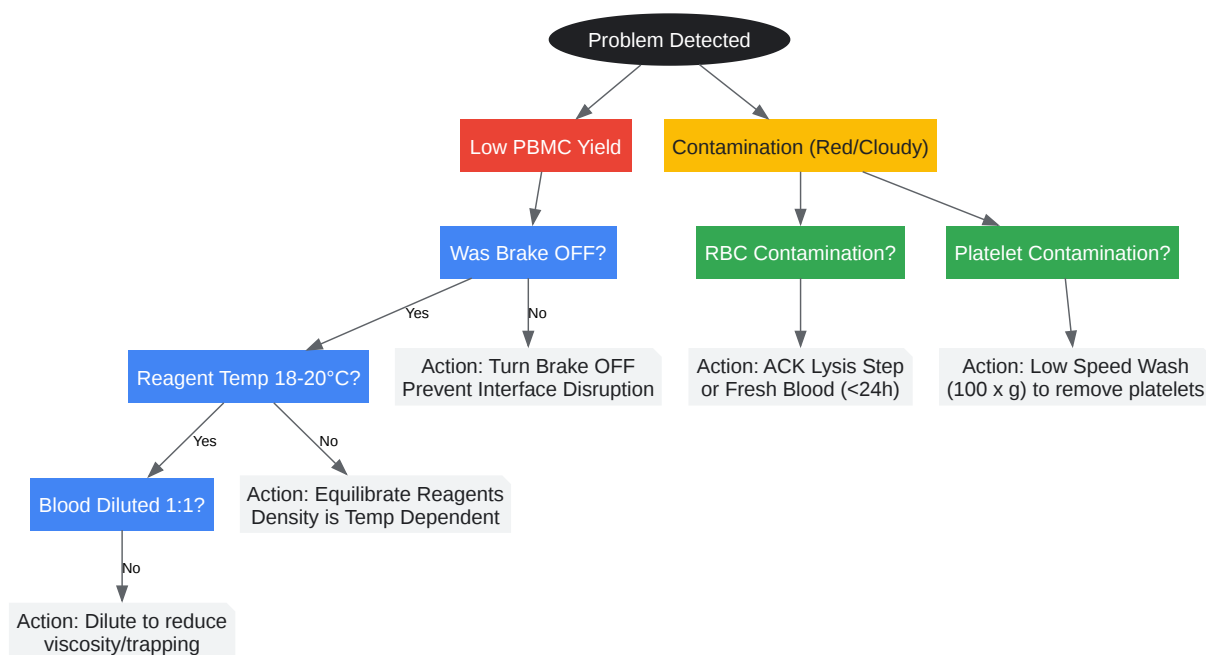 Problem Detected
Low PBMC Yield
Contamination (Red/Cloudy)
Was Brake OFF?
RBC Contamination?
Platelet Contamination?
Yes
No
Reagent Temp 18-20°C?
Action: Turn Brake OFF
Prevent Interface Disruption
Action: ACK Lysis Step
or Fresh Blood (<24h)
Action: Low Speed Wash
(100 x g) to remove platelets
Yes
No
Blood Diluted 1:1?
Action: Equilibrate Reagents
Density is Temp Dependent
No
Action: Dilute to reduce
viscosity/trapping